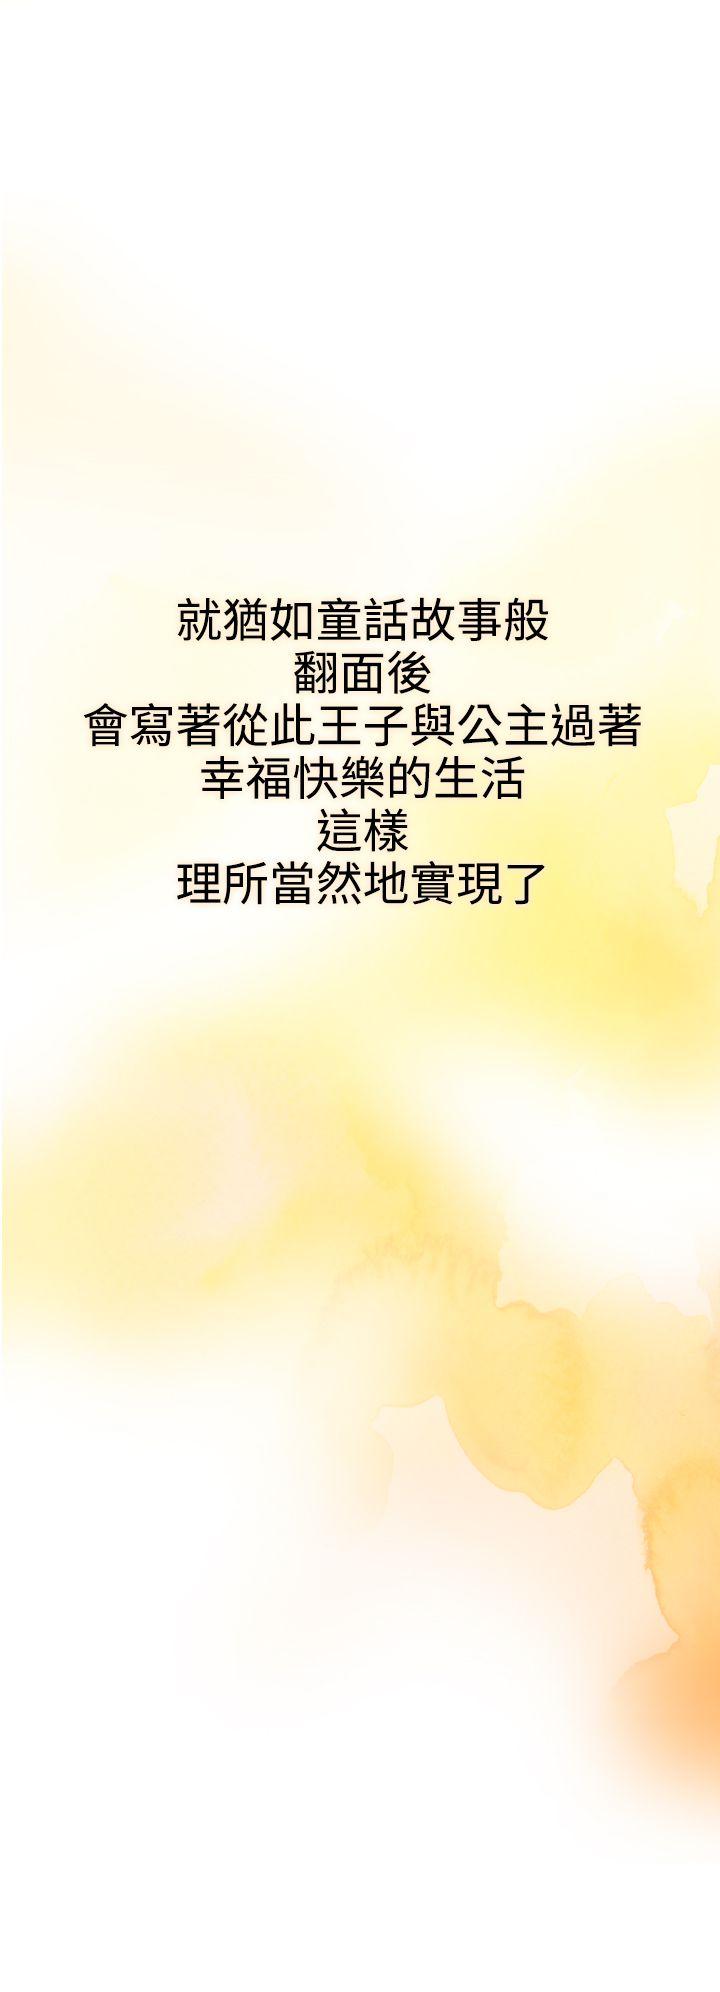 就猶如童話故事般
翻面後
會寫著從此王子與公主過著
幸福快樂的生活
這樣
理所當然地實現了